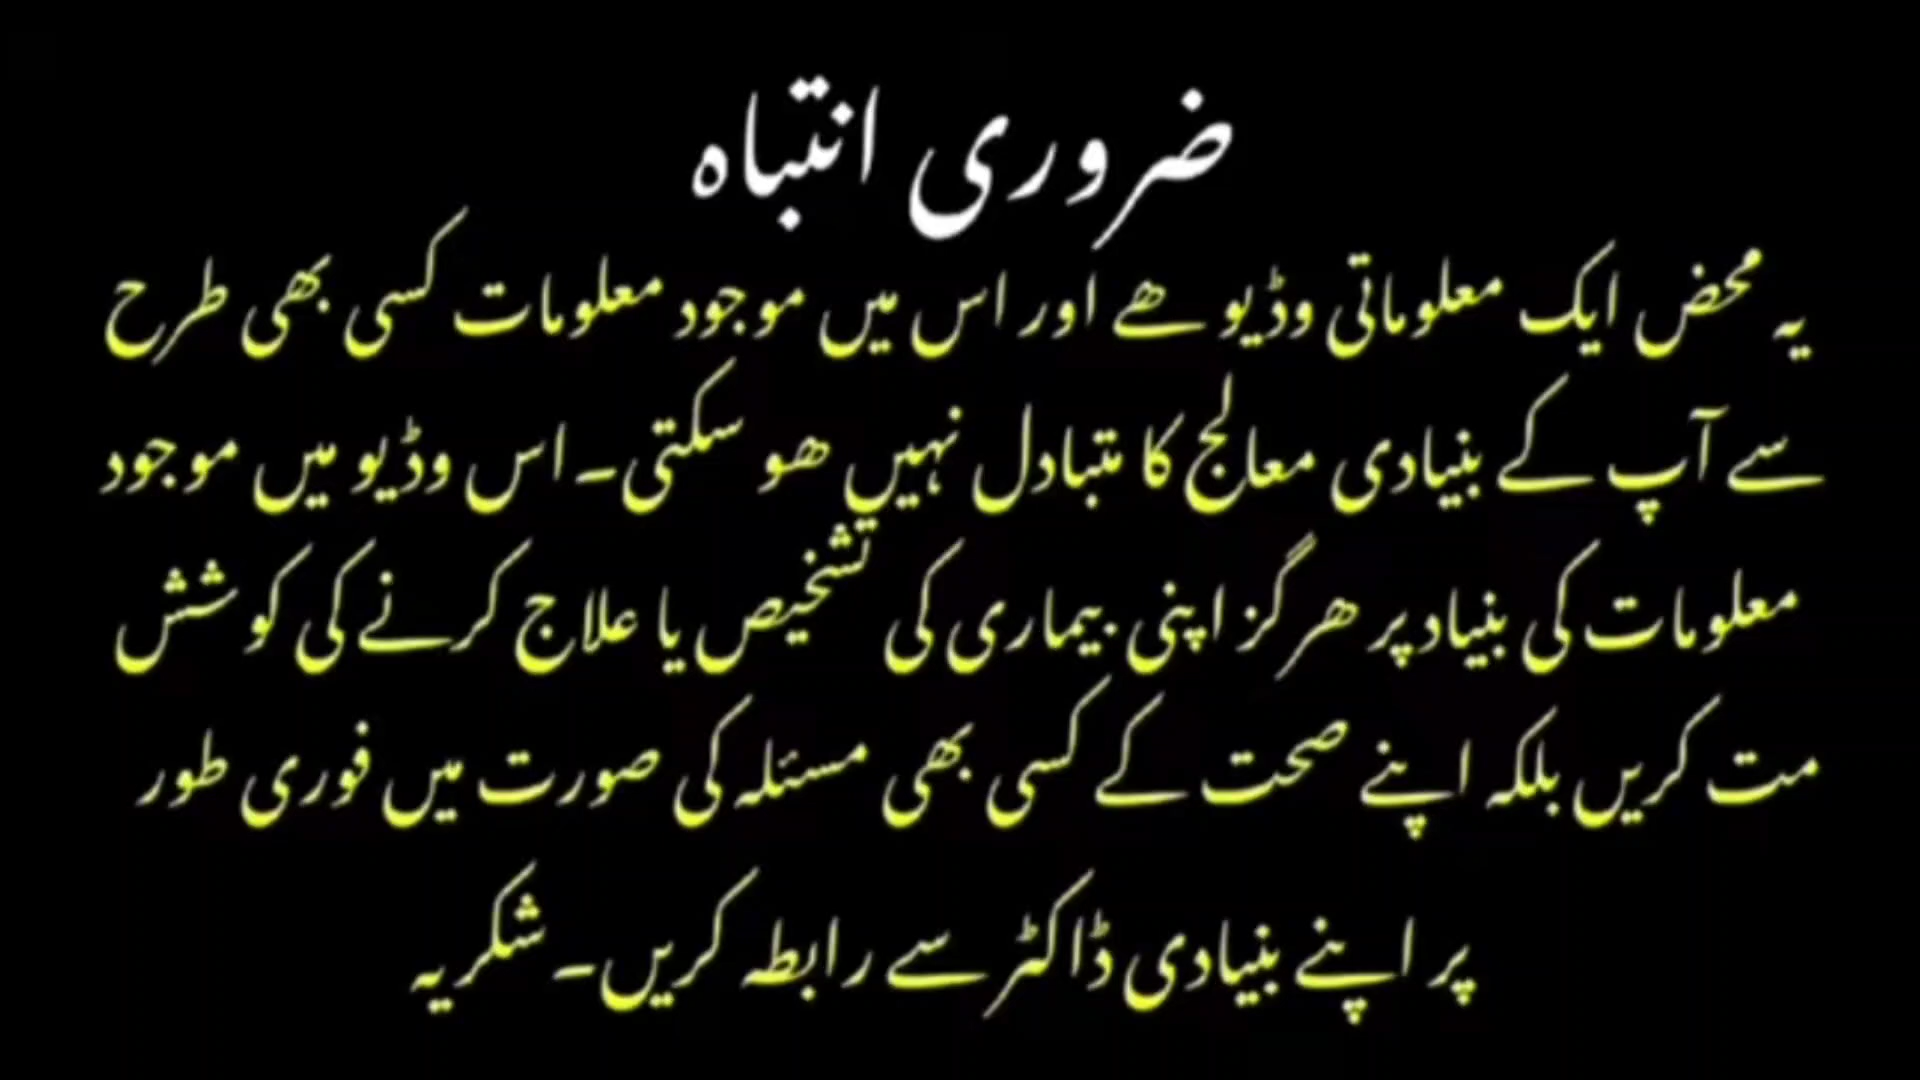 ضروری انتباہ
یہ محض ایک معلوماتی وڈیو ھے اور اس میں موجود معلومات کسی بھی طرح
سے آپ کے بنیادی معالج کا متبادل نہیں ھو سکتی۔ اس وڈیو میں موجود
معلومات کی بنیاد پر ھرگز اپنی بیماری کی تشخیص یا علاج کرنے کی کوشش
مت کریں بلکہ اپنے صحت کے کسی بھی مسئلہ کی صورت میں فوری طور
پر اپنے بنیادی ڈاکٹر سے رابطہ کریں۔ شکریہ